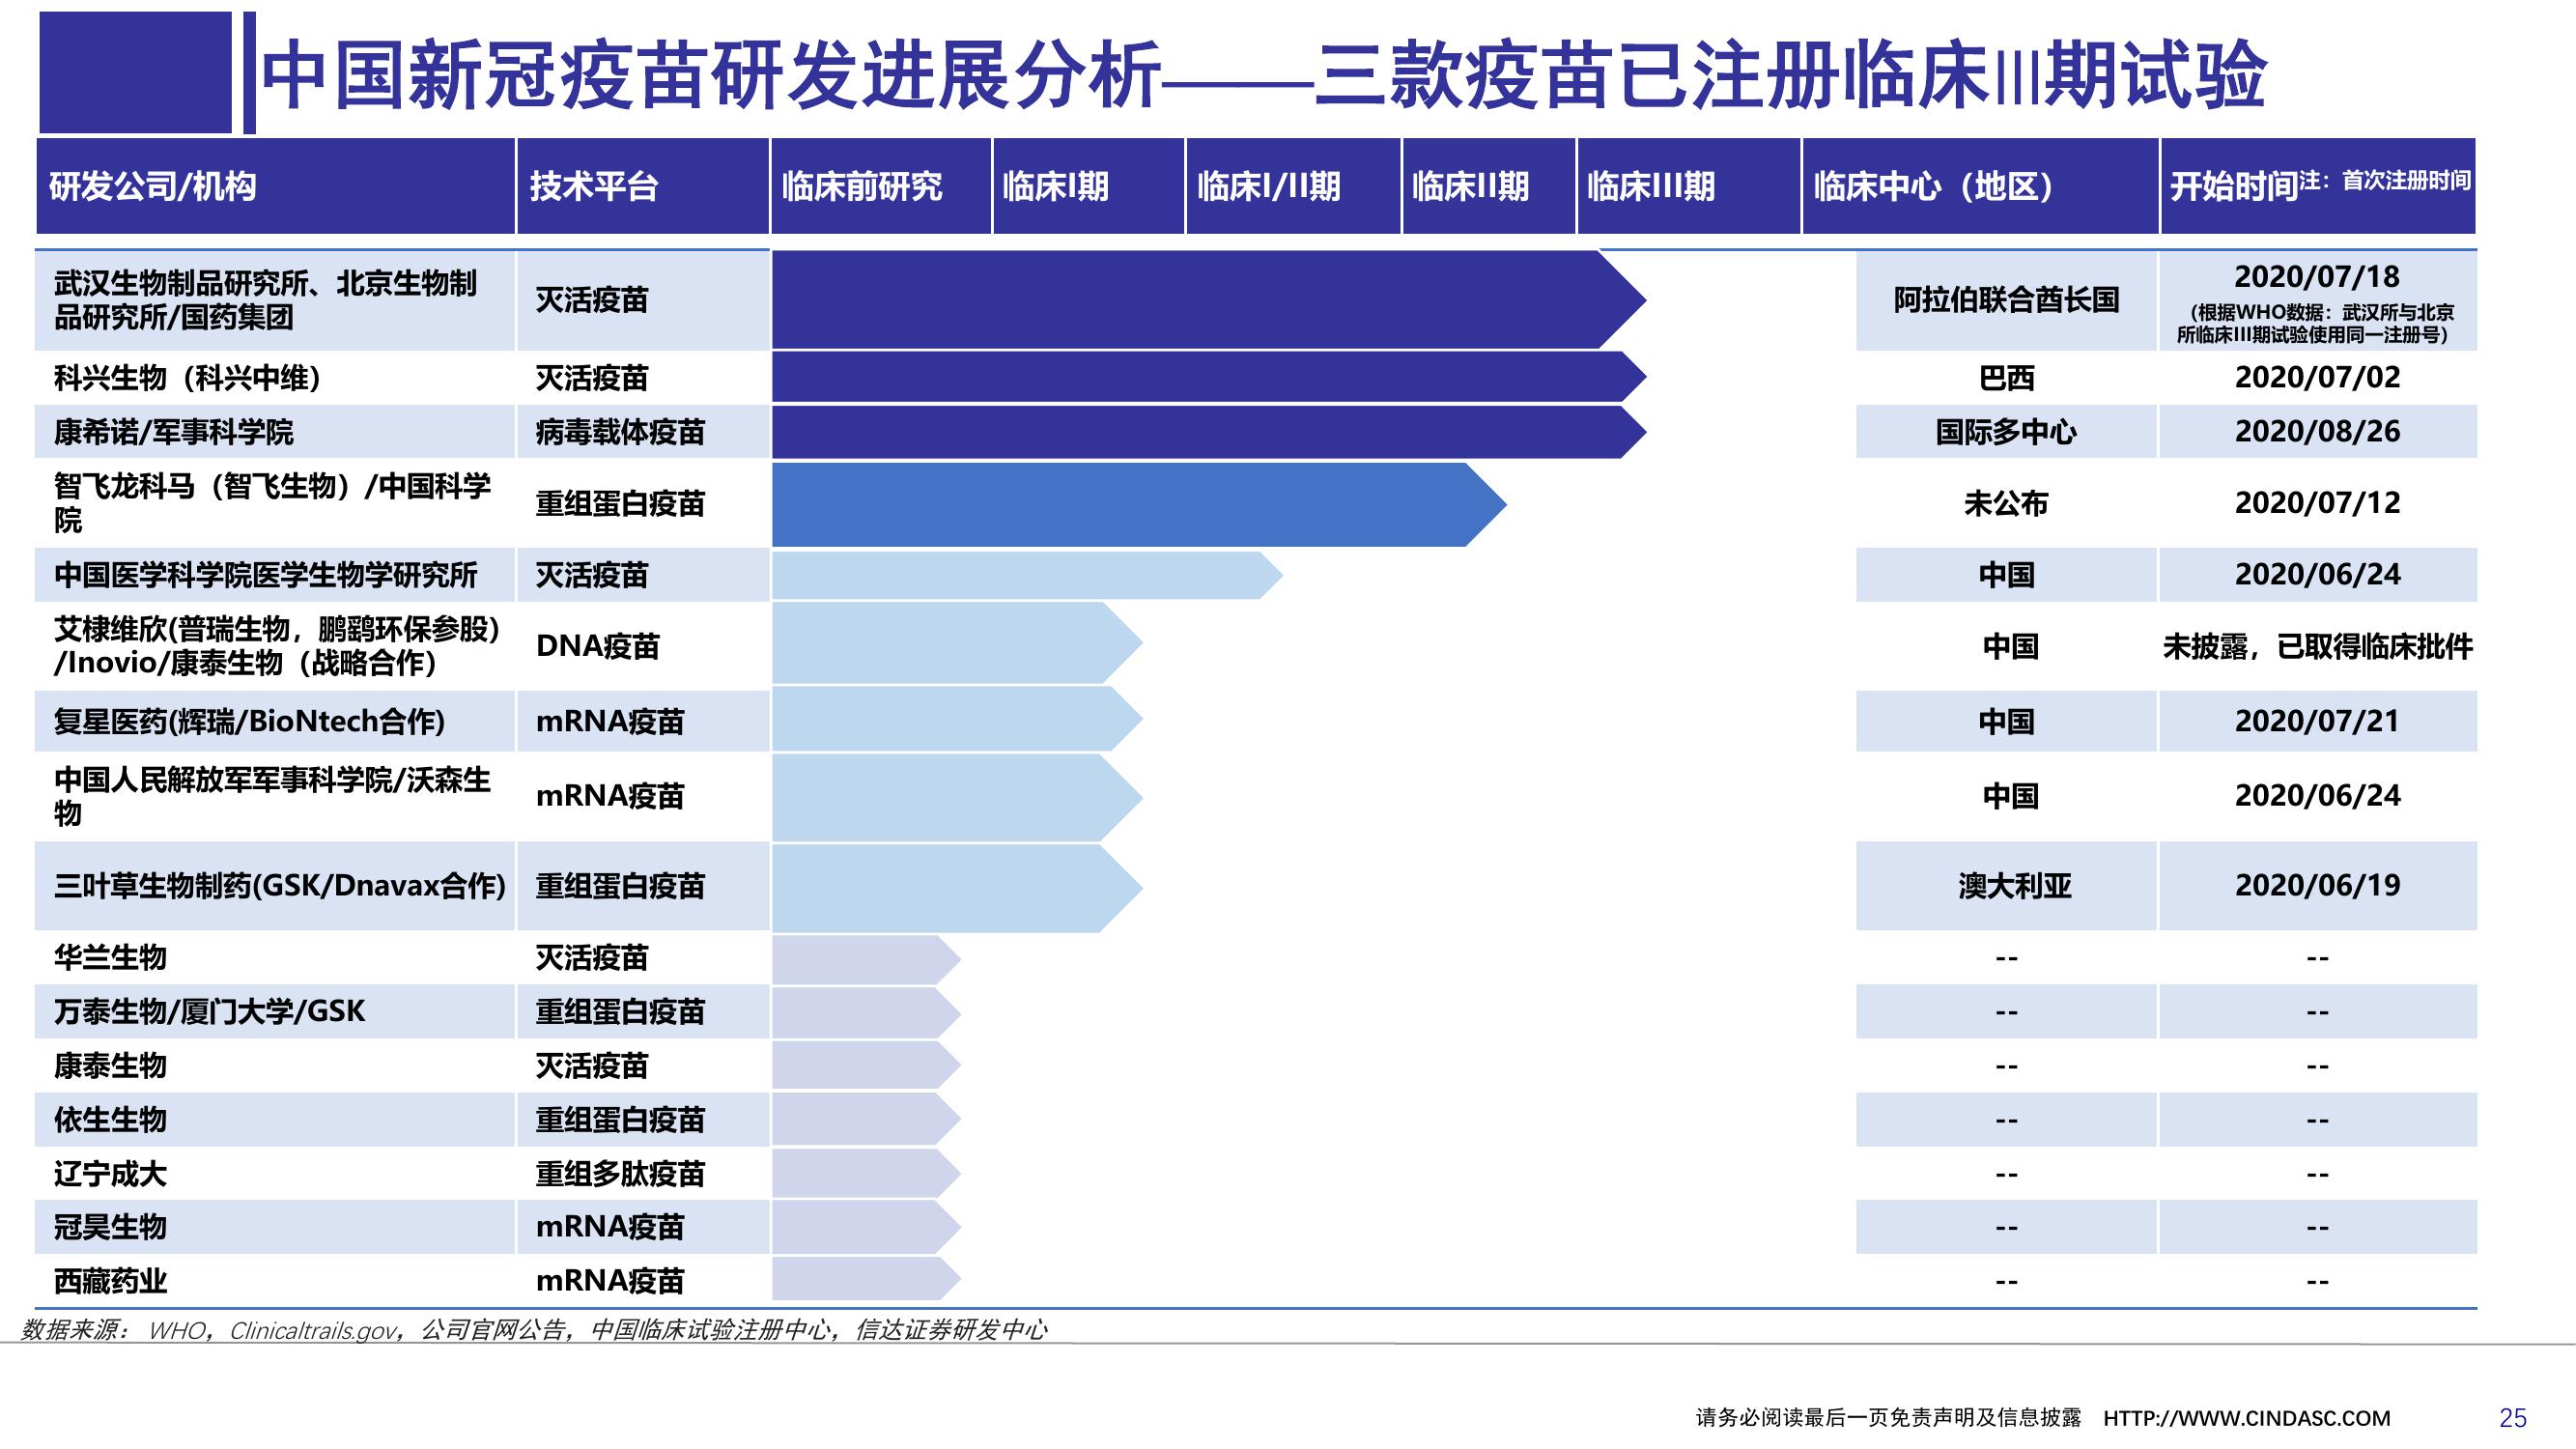 中国新冠疫苗研发进展分析——三款疫苗已注册临床III期试验
研发公司/机构 技术平台 临床前研究 临床I期 临床I/II期 临床II期 临床III期 临床中心（地区） 开始时间注：首次注册时间
武汉生物制品研究所、北京生物制
品研究所/国药集团
灭活疫苗
阿拉伯联合酋长国
2020/07/18
（根据WHO数据：武汉所与北京
所临床III期试验使用同一注册号）
科兴生物（科兴中维） 灭活疫苗 巴西 2020/07/02
康希诺/军事科学院 病毒载体疫苗 国际多中心 2020/08/26
智飞龙科马（智飞生物）/中国科学
院
重组蛋白疫苗 未公布 2020/07/12
中国医学科学院医学生物学研究所 灭活疫苗 中国 2020/06/24
艾棣维欣(普瑞生物，鹏鹞环保参股）
/Inovio/康泰生物（战略合作）
DNA疫苗 中国 未披露，已取得临床批件
复星医药(辉瑞/BioNtech合作) mRNA疫苗 中国 2020/07/21
中国人民解放军军事科学院/沃森生
物
mRNA疫苗 中国 2020/06/24
三叶草生物制药(GSK/Dnavax合作) 重组蛋白疫苗 澳大利亚 2020/06/19
华兰生物 灭活疫苗 -- --
万泰生物/厦门大学/GSK 重组蛋白疫苗 -- --
康泰生物 灭活疫苗 -- --
依生生物 重组蛋白疫苗 -- --
辽宁成大 重组多肽疫苗 -- --
冠昊生物 mRNA疫苗 -- --
西藏药业 mRNA疫苗 -- --
数据来源： WHO，Clinicaltrails.gov，公司官网公告，中国临床试验注册中心，信达证券研发中心
请务必阅读最后一页免责声明及信息披露 HTTP://WWW.CINDASC.COM 25